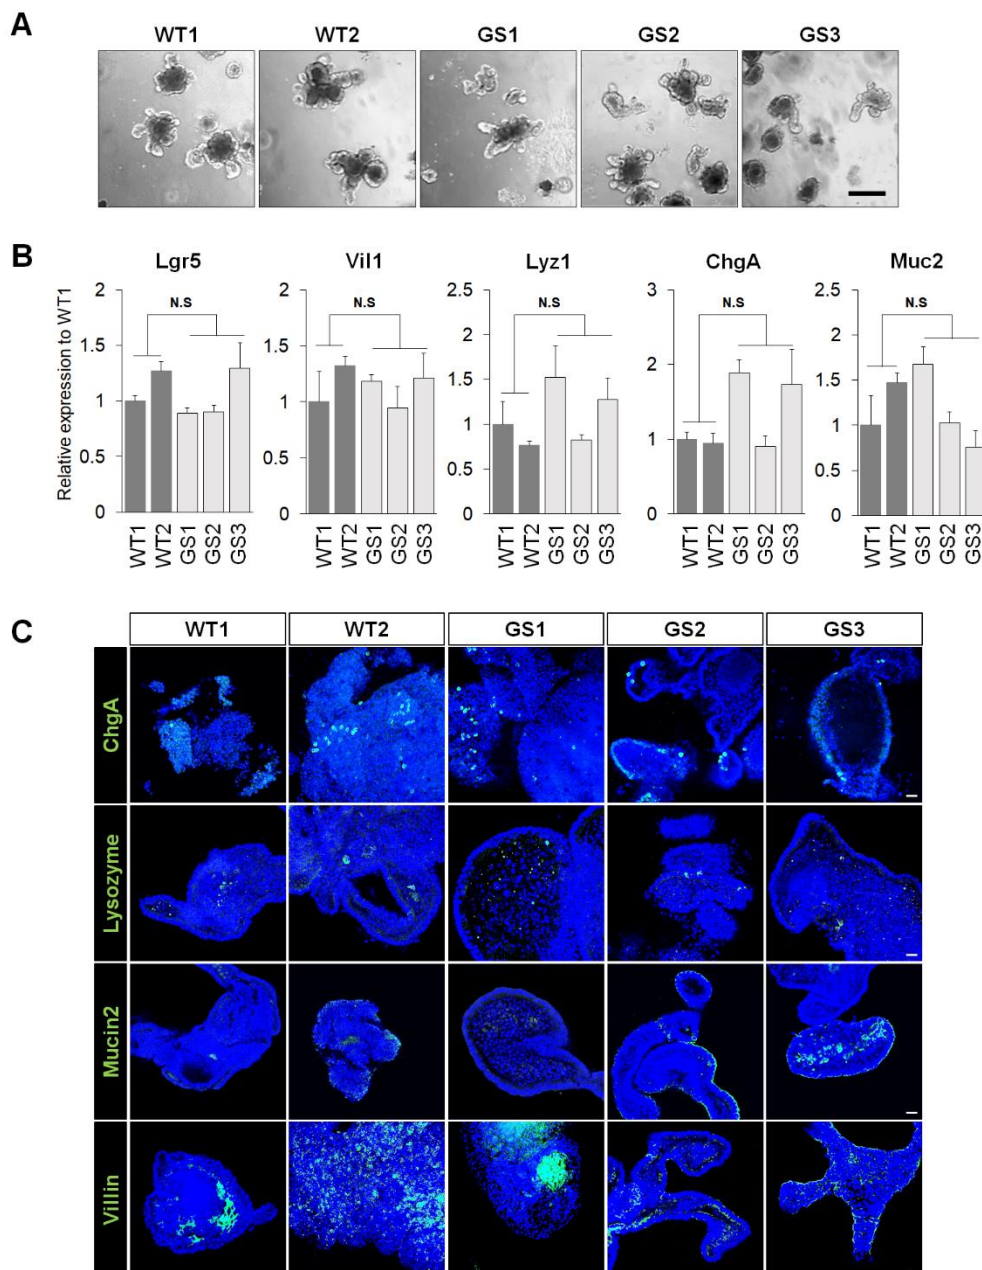 A
WT1 WT2 GS1 GS2 GS3
B
Lgr5 Vil1 Lyz1 ChgA Muc2
Relative expression to WT1
2
1.5
1
0.5
0
N.S
WT1 WT2 GS1 GS2 GS3
2
1.5
1
0.5
0
N.S
WT1 WT2 GS1 GS2 GS3
2.5
2
1.5
1
0.5
0
N.S
WT1 WT2 GS1 GS2 GS3
3
2
1
0
N.S
WT1 WT2 GS1 GS2 GS3
2.5
2
1.5
1
0.5
0
N.S
WT1 WT2 GS1 GS2 GS3
C
WT1 WT2 GS1 GS2 GS3
ChgA
Lysozyme
Mucin2
Villin